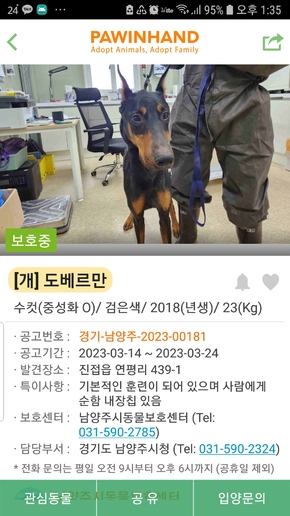 24 95% 오후 1:35
PAWINHAND
Adopt Animals, Adopt Family
보호중
[개] 도베르만
수컷(중성화 O)/ 검은색/ 2018(년생)/ 23(Kg)
· 공고번호 : 경기-남양주-2023-00181
· 공고기간 : 2023-03-14 ~ 2023-03-24
· 발견장소 : 진접읍 연평리 439-1
· 특이사항 : 기본적인 훈련이 되어 있으며 사람에게
순함 내장칩 있음
· 보호센터 : 남양주시동물보호센터 (Tel:
031-590-2785)
· 담당부서 : 경기도 남양주시청 (Tel: 031-590-2324)
* 전화 문의는 평일 오전 9시부터 오후 6시까지 (공휴일 제외)
관심동물 공 유 입양문의